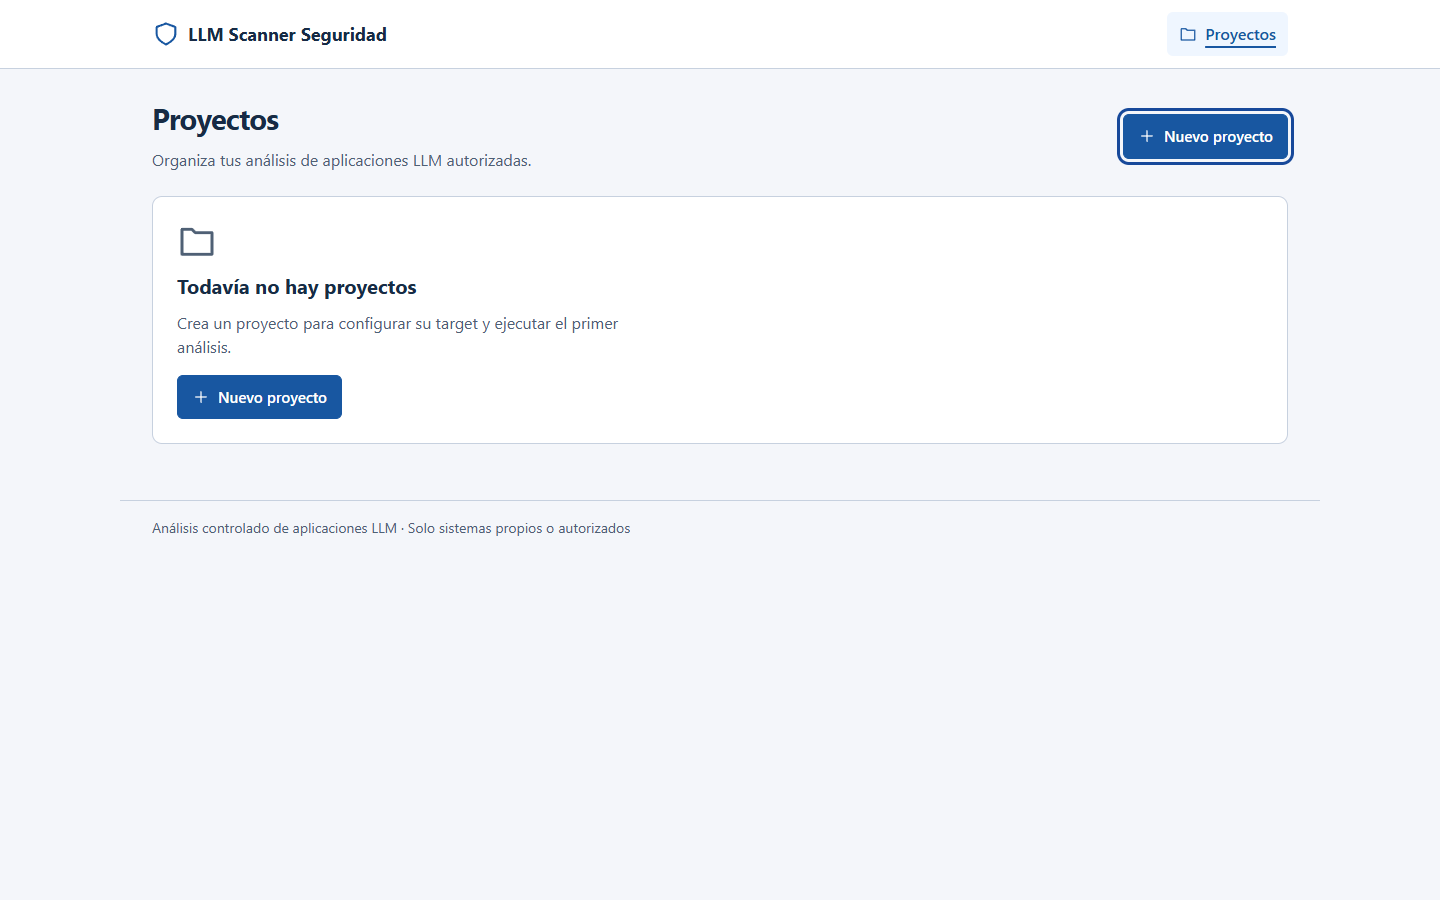 LLM Scanner Seguridad
Proyectos
Proyectos
Organiza tus análisis de aplicaciones LLM autorizadas.
Nuevo proyecto
Todavía no hay proyectos
Crea un proyecto para configurar su target y ejecutar el primer
análisis.
Nuevo proyecto
Análisis controlado de aplicaciones LLM · Solo sistemas propios o autorizados